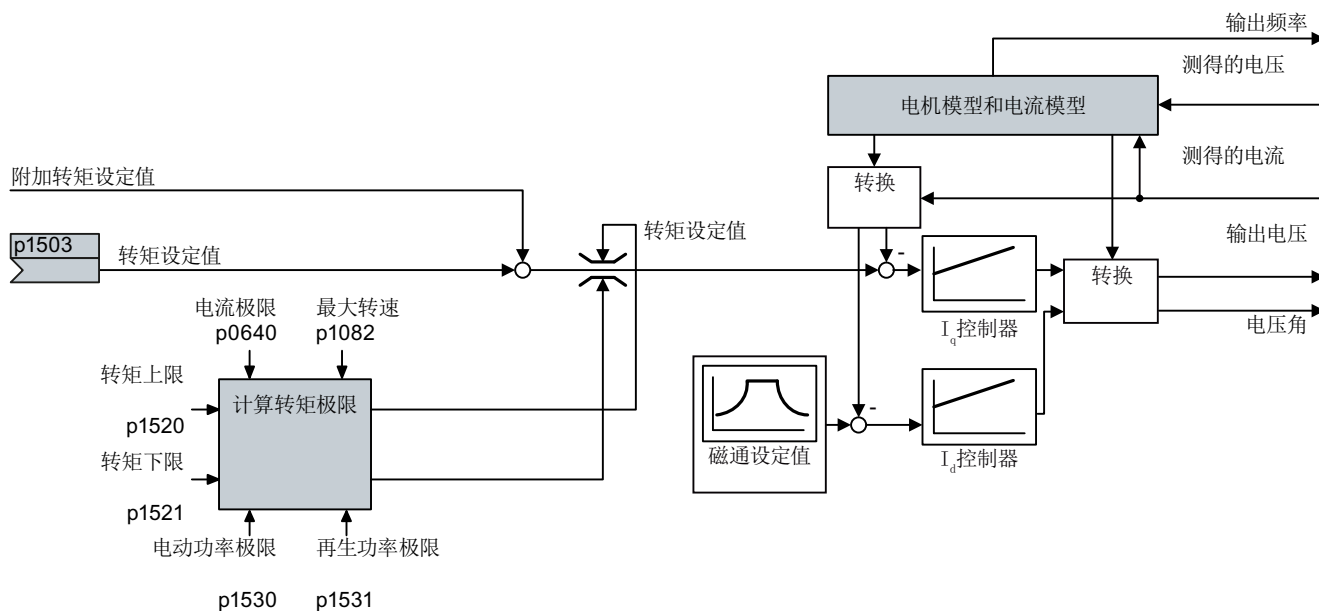 输出频率
测得的电压
电机模型和电流模型
测得的电流
附加转矩设定值
转换
p1503
转矩设定值
转矩设定值
输出电压
-
转换
电流极限
p0640
最大转速
p1082
Iq控制器
电压角
转矩上限
p1520
计算转矩极限
-
转矩下限
p1521
磁通设定值
Id控制器
电动功率极限
p1530
再生功率极限
p1531